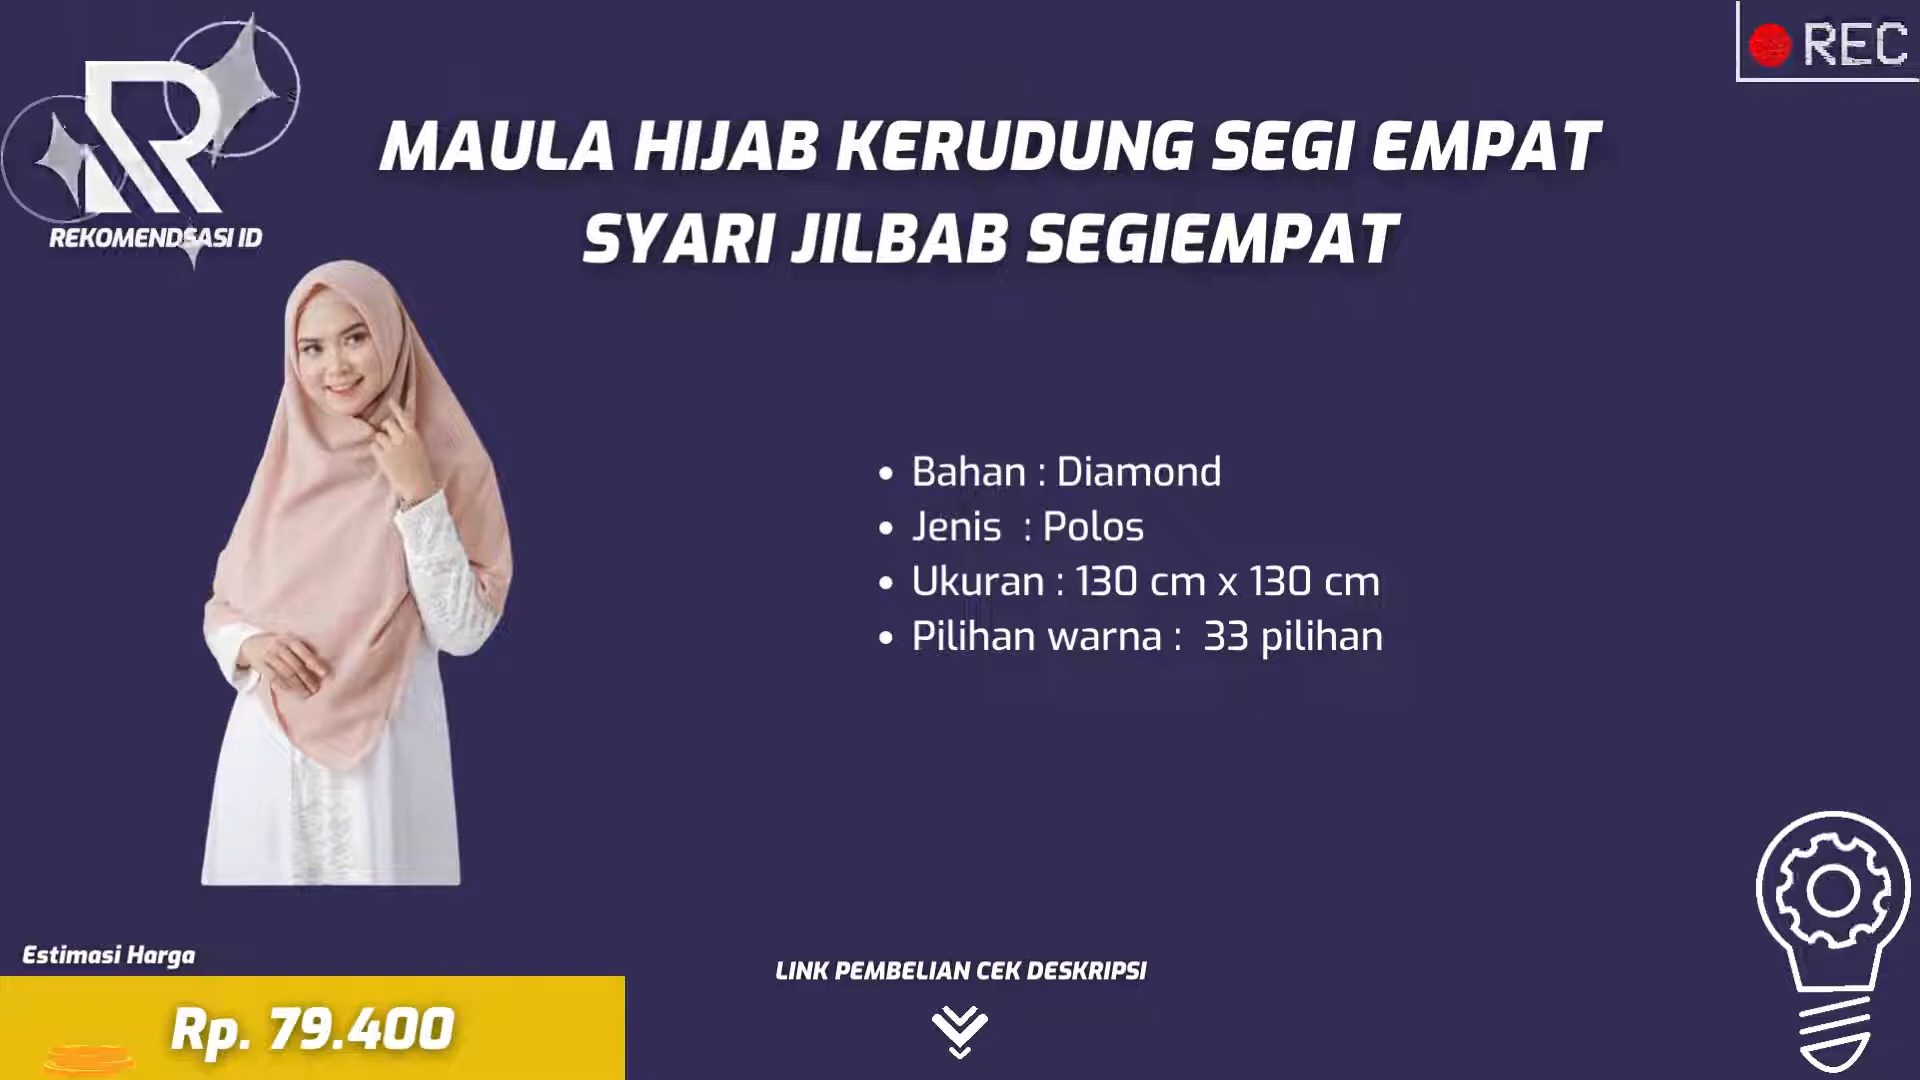 REC
REKOMENDSASI ID
MAULA HIJAB KERUDUNG SEGI EMPAT
SYARI JILBAB SEGIEMPAT
• Bahan : Diamond
• Jenis : Polos
• Ukuran : 130 cm x 130 cm
• Pilihan warna : 33 pilihan
Estimasi Harga
Rp. 79.400
LINK PEMBELIAN CEK DESKRIPSI